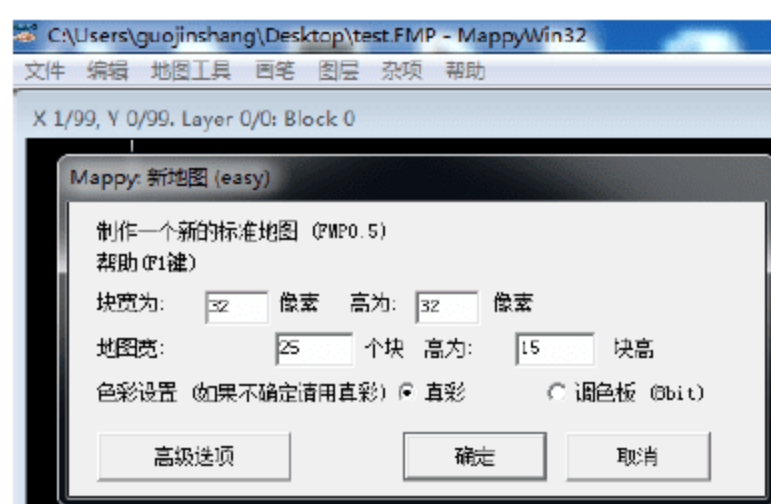 C:\Users\guojinshang\Desktop\test.FMP - MappyWin32
文件 编辑 地图工具 画笔 图层 杂项 帮助
X 1/99, Y 0/99. Layer 0/0: Block 0
Mappy: 新地图 (easy)
制作一个新的标准地图 (FMP0.5)
帮助(F1键)
块宽为: 32 像素 高为: 32 像素
地图宽: 25 个块 高为: 15 块高
色彩设置 (如果不确定请用真彩) 真彩 调色板 (8bit)
高级选项 确定 取消